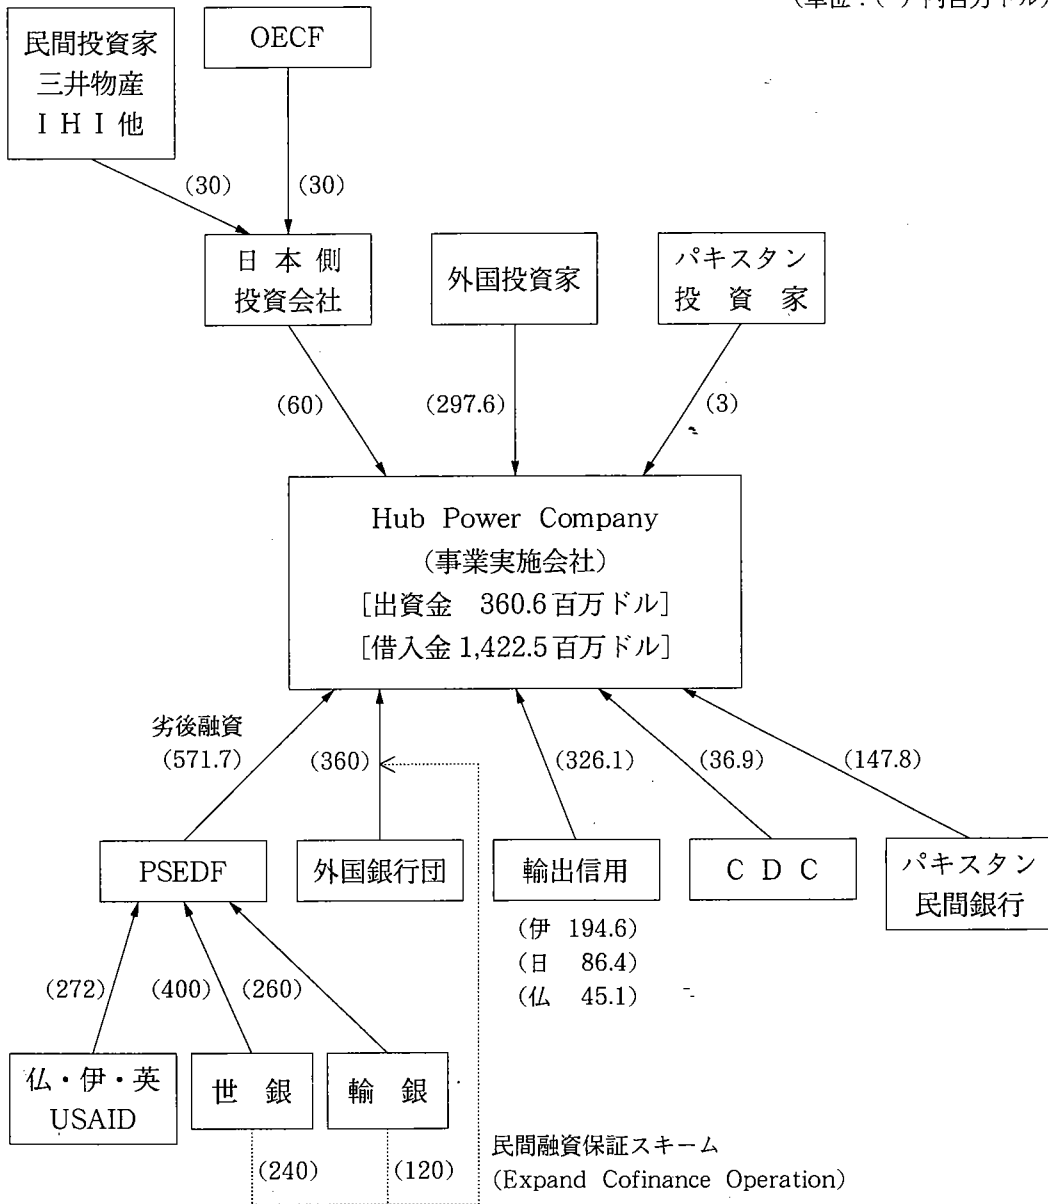 (単位:( )内百万ドル)
民間投資家
三井物産
IHI他
OECF
(30)
(30)
日本側
投資会社
外国投資家
パキスタン
投資家
(60)
(297.6)
(3)
Hub Power Company
(事業実施会社)
[出資金 360.6百万ドル]
[借入金 1,422.5百万ドル]
劣後融資
(571.7)
(360)
(326.1)
(36.9)
(147.8)
PSEDF
外国銀行団
輸出信用
CDC
パキスタン
民間銀行
(伊 194.6)
(日 86.4)
(仏 45.1)
(272)
(400)
(260)
仏・伊・英
USAID
世銀
輸銀
(240)
(120)
民間融資保証スキーム
(Expand Cofinance Operation)